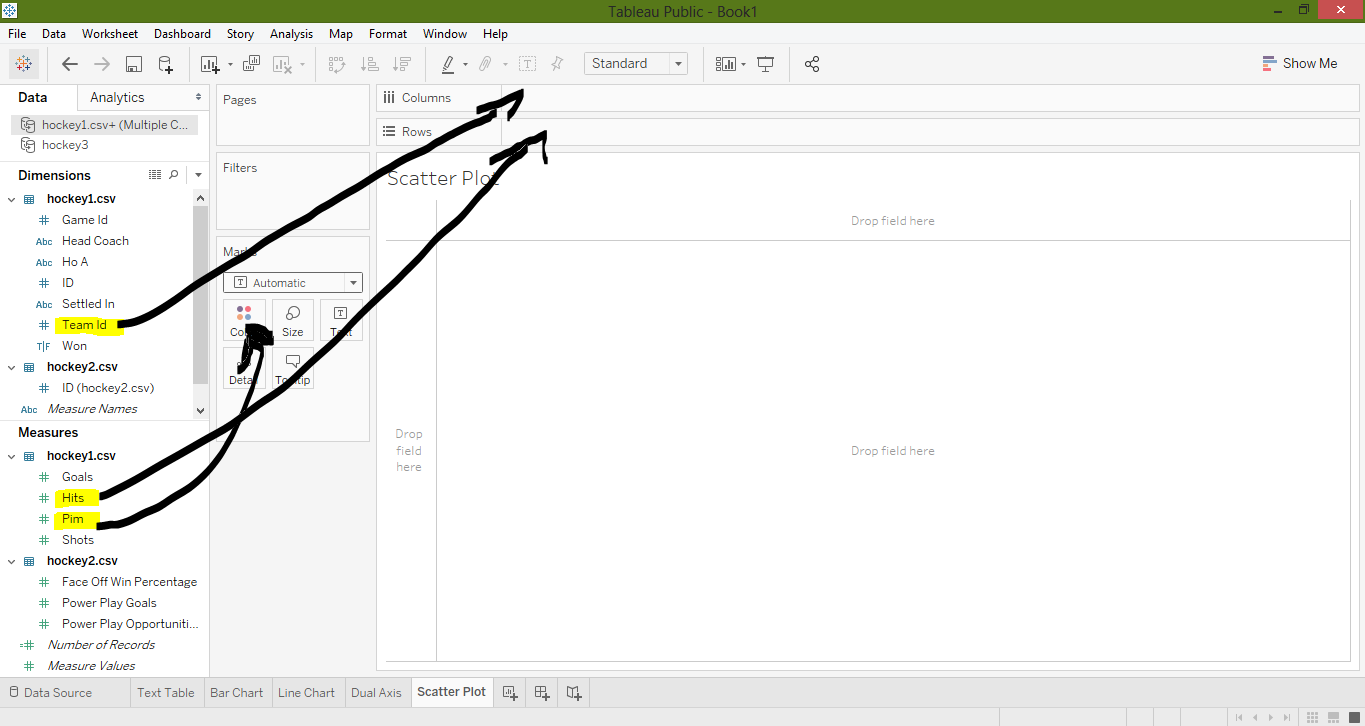 Tableau Public - Book1
File Data Worksheet Dashboard Story Analysis Map Format Window Help
Standard
Show Me
Data Analytics
Pages
Columns
hockey1.csv+ (Multiple C...
hockey3
Rows
Filters
Dimensions
Scatter Plot
hockey1.csv
Game Id
Drop field here
Abc Head Coach
Marks
Abc Ho A
ID
Automatic
Abc Settled In
Team Id
Color Size Text
T|F Won
hockey2.csv
Detail Tooltip
ID (hockey2.csv)
Abc Measure Names
Measures
Drop
field
here
Drop field here
hockey1.csv
Goals
Hits
Pim
Shots
hockey2.csv
Face Off Win Percentage
Power Play Goals
Power Play Opportuniti...
Number of Records
Measure Values
Data Source Text Table Bar Chart Line Chart Dual Axis Scatter Plot